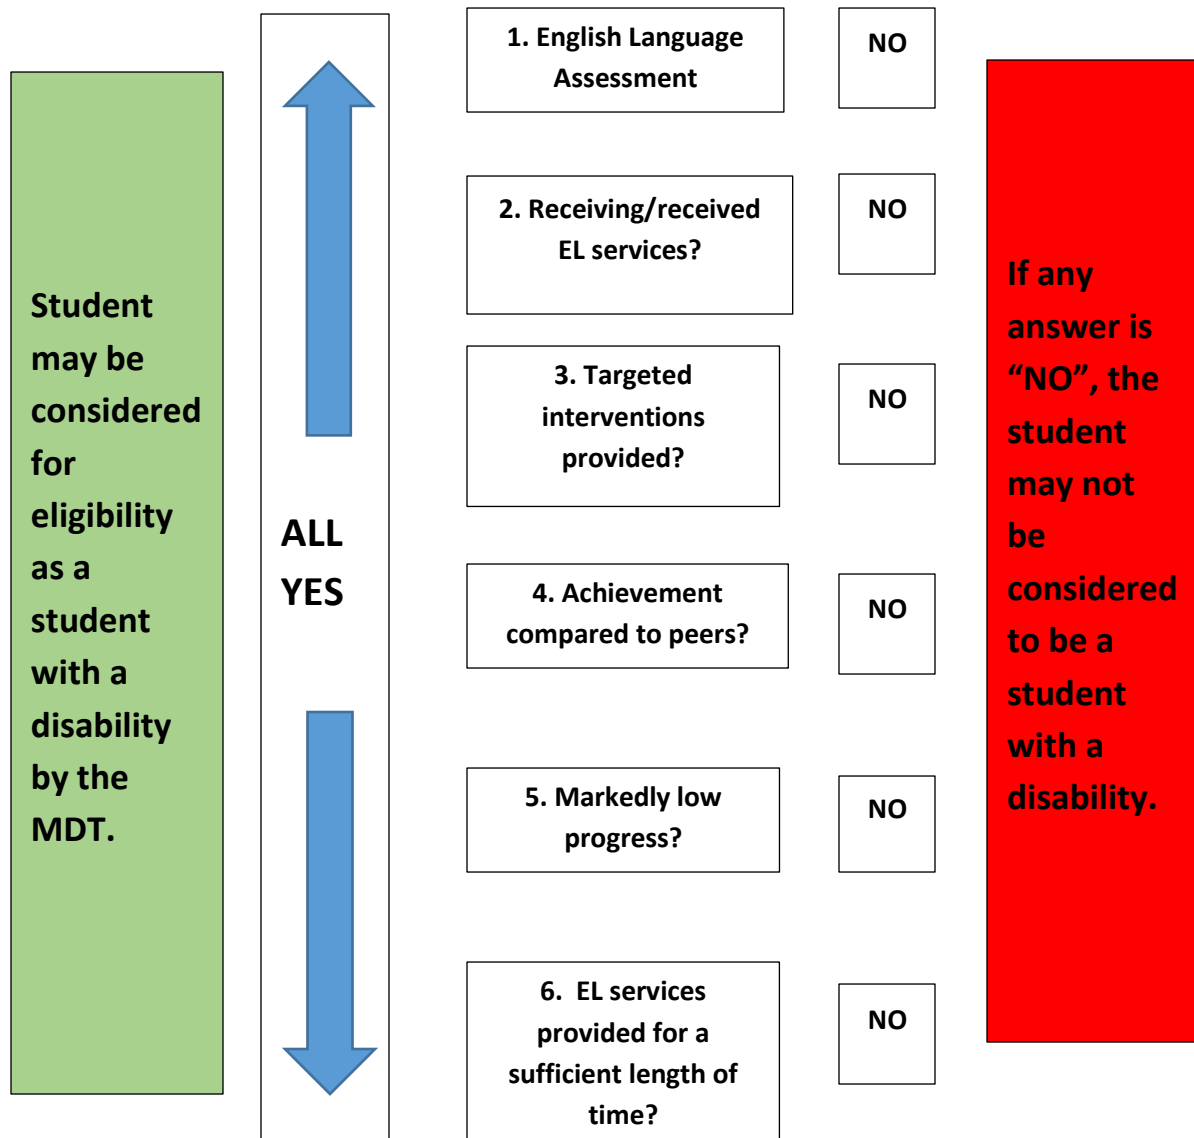 Student
may be
considered
for
eligibility
as a
student
with a
disability
by the
MDT.
ALL
YES
1. English Language
Assessment
NO
2. Receiving/received
EL services?
NO
3. Targeted
interventions
provided?
NO
4. Achievement
compared to peers?
NO
5. Markedly low
progress?
NO
6. EL services
provided for a
sufficient length of
time?
NO
If any
answer is
“NO”, the
student
may not
be
considered
to be a
student
with a
disability.